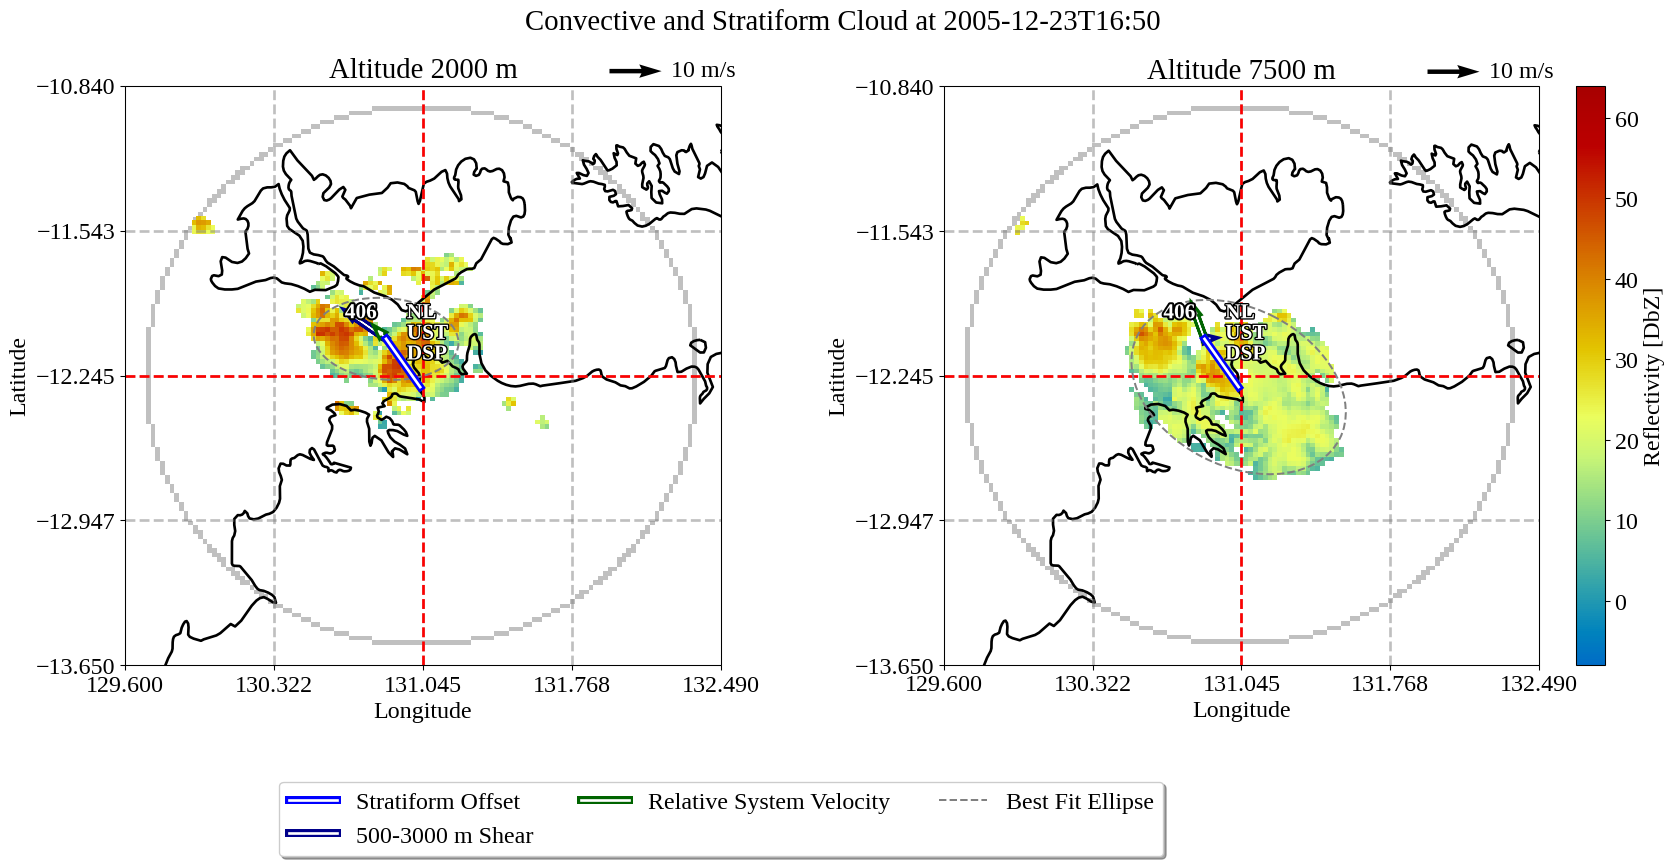 Convective and Stratiform Cloud at 2005-12-23T16:50
Altitude 2000 m
10 m/s
−10.840
−11.543
−12.245
−12.947
−13.650
129.600
130.322
131.045
131.768
132.490
Longitude
Latitude
406
NL
UST
DSP
Altitude 7500 m
10 m/s
−10.840
−11.543
−12.245
−12.947
−13.650
129.600
130.322
131.045
131.768
132.490
Longitude
Latitude
406
NL
UST
DSP
60
50
40
30
20
10
0
Reflectivity [DbZ]
Stratiform Offset
500-3000 m Shear
Relative System Velocity
Best Fit Ellipse